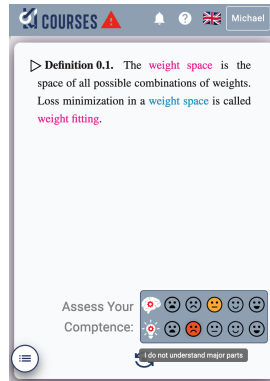 COURSES
Michael
Definition 0.1. The weight space is the
space of all possible combinations of weights.
Loss minimization in a weight space is called
weight fitting.
Assess Your
Comptence:
I do not understand major parts